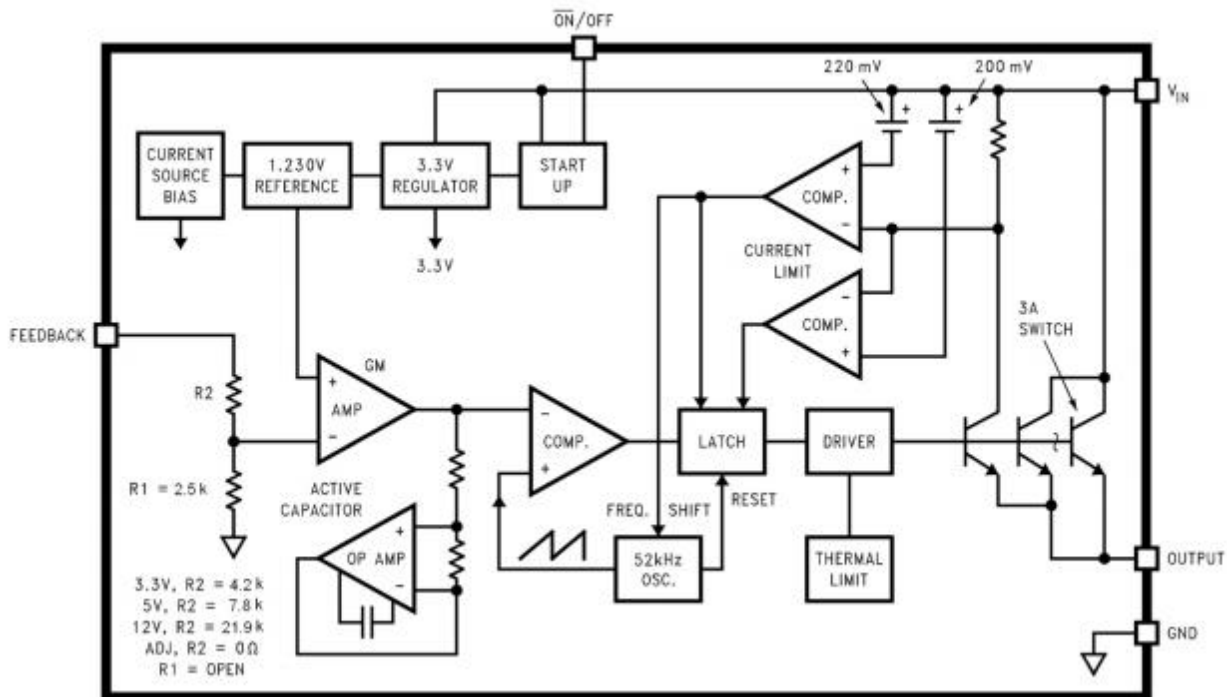 ON/OFF
220 mV
200 mV
+
+
V_IN
CURRENT
SOURCE
BIAS
1.230V
REFERENCE
3.3V
REGULATOR
START
UP
+
COMP.
−
3.3V
CURRENT
LIMIT
−
COMP.
+
3A
SWITCH
FEEDBACK
R2
GM
+
AMP
−
−
COMP.
+
LATCH
DRIVER
R1 = 2.5k
ACTIVE
CAPACITOR
+
OP AMP
−
FREQ. SHIFT
RESET
52kHz
OSC.
THERMAL
LIMIT
OUTPUT
GND
3.3V, R2 = 4.2k
5V, R2 = 7.8k
12V, R2 = 21.9k
ADJ, R2 = 0Ω
R1 = OPEN